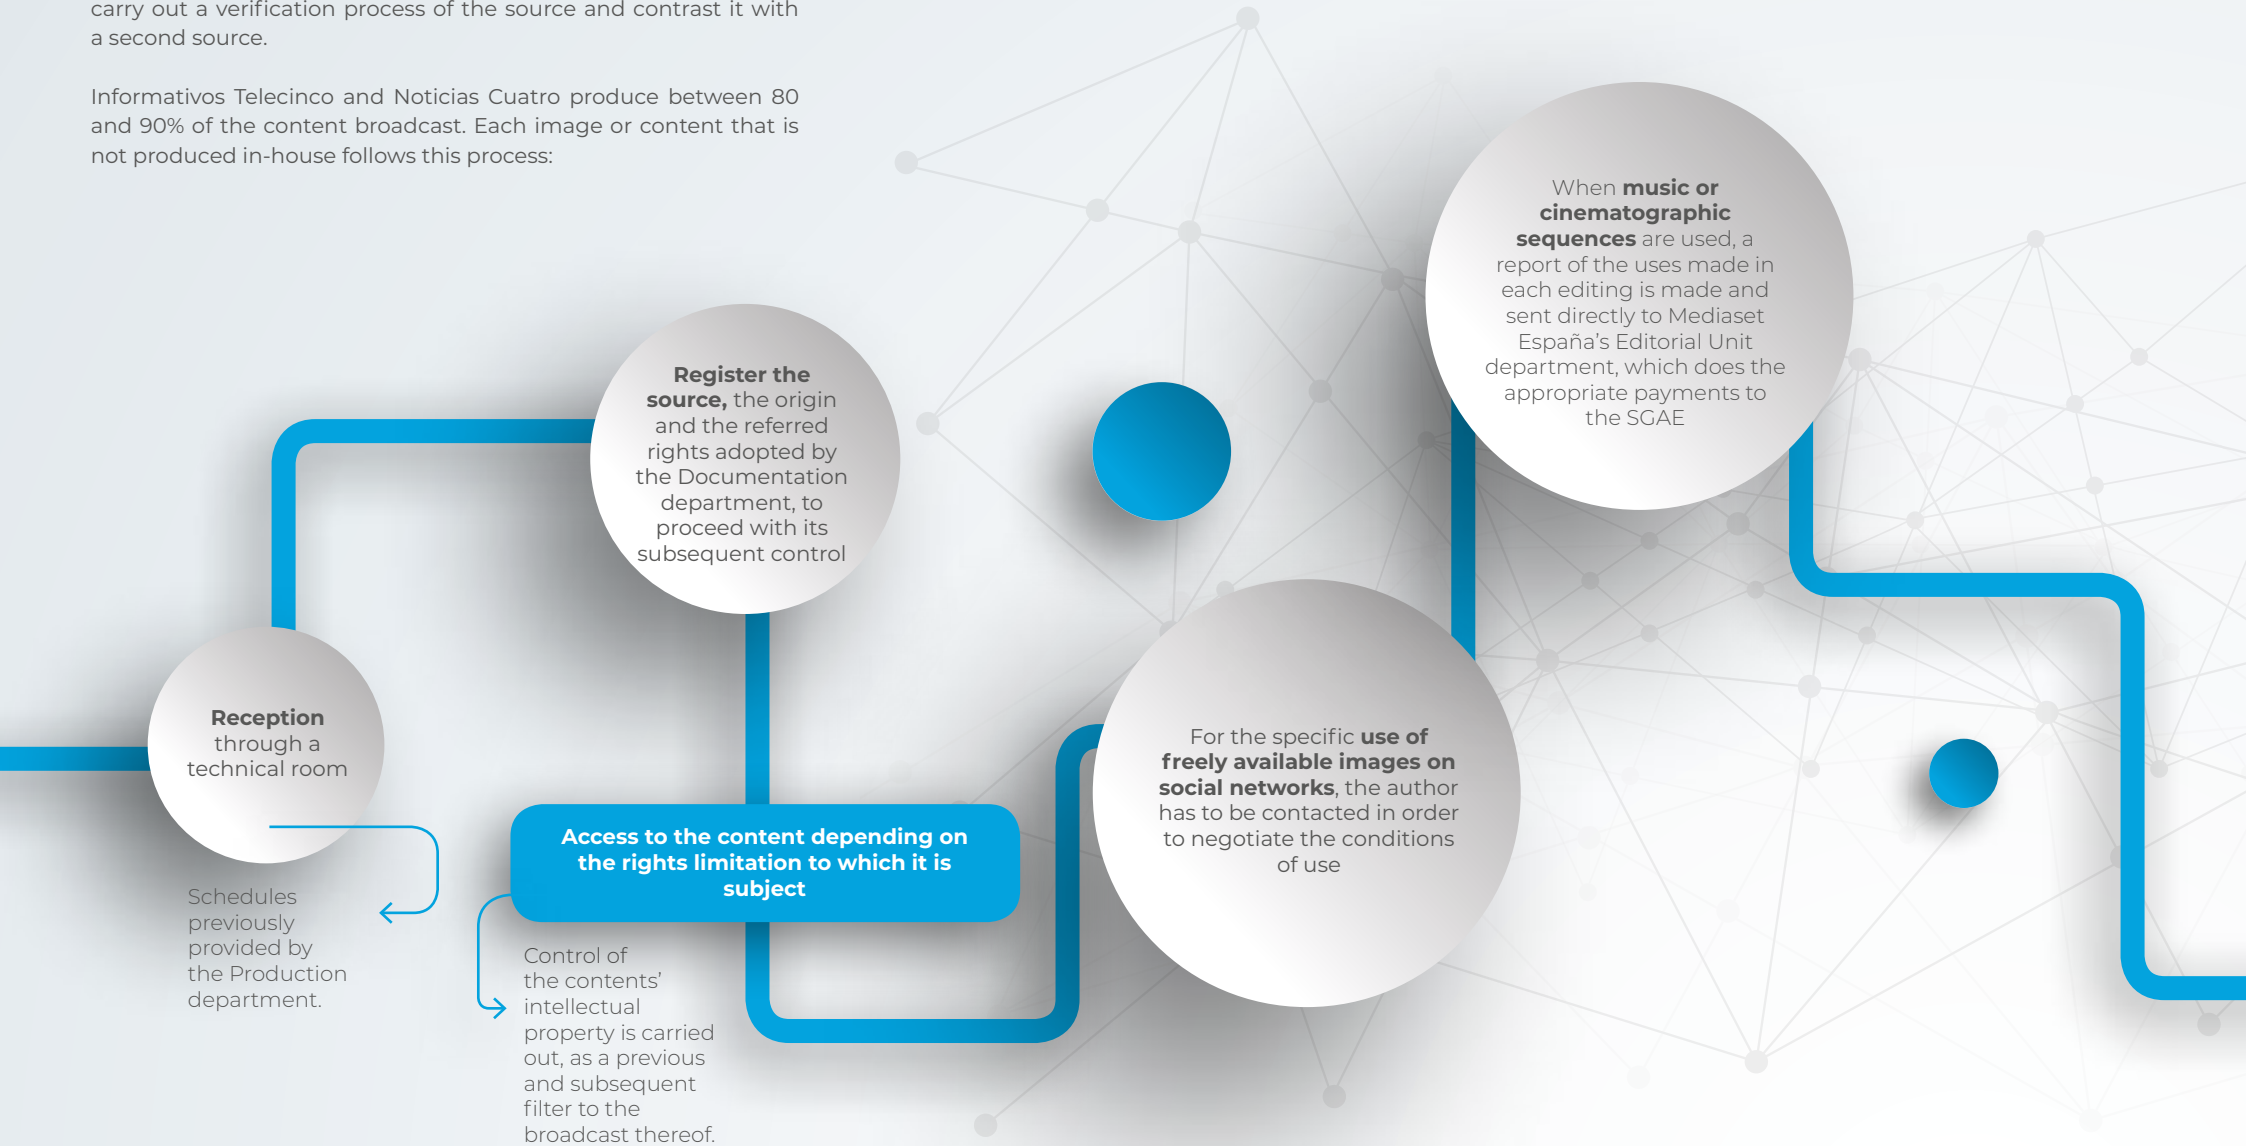 carry out a verification process of the source and contrast it with
a second source.
Informativos Telecinco and Noticias Cuatro produce between 80
and 90% of the content broadcast. Each image or content that is
not produced in-house follows this process:
Reception
through a
technical room
Schedules
previously
provided by
the Production
department.
Register the
source, the origin
and the referred
rights adopted by
the Documentation
department, to
proceed with its
subsequent control
Access to the content depending on
the rights limitation to which it is
subject
Control of
the contents’
intellectual
property is carried
out, as a previous
and subsequent
filter to the
broadcast thereof.
For the specific use of
freely available images on
social networks, the author
has to be contacted in order
to negotiate the conditions
of use
When music or
cinematographic
sequences are used, a
report of the uses made in
each editing is made and
sent directly to Mediaset
España’s Editorial Unit
department, which does the
appropriate payments to
the SGAE